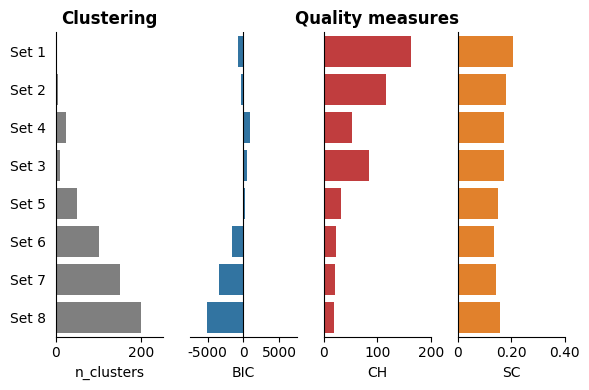 Clustering
Quality measures
Set 1
Set 2
Set 4
Set 3
Set 5
Set 6
Set 7
Set 8
0 200
-5000 0 5000
0 100 200
0 0.20 0.40
n_clusters
BIC
CH
SC